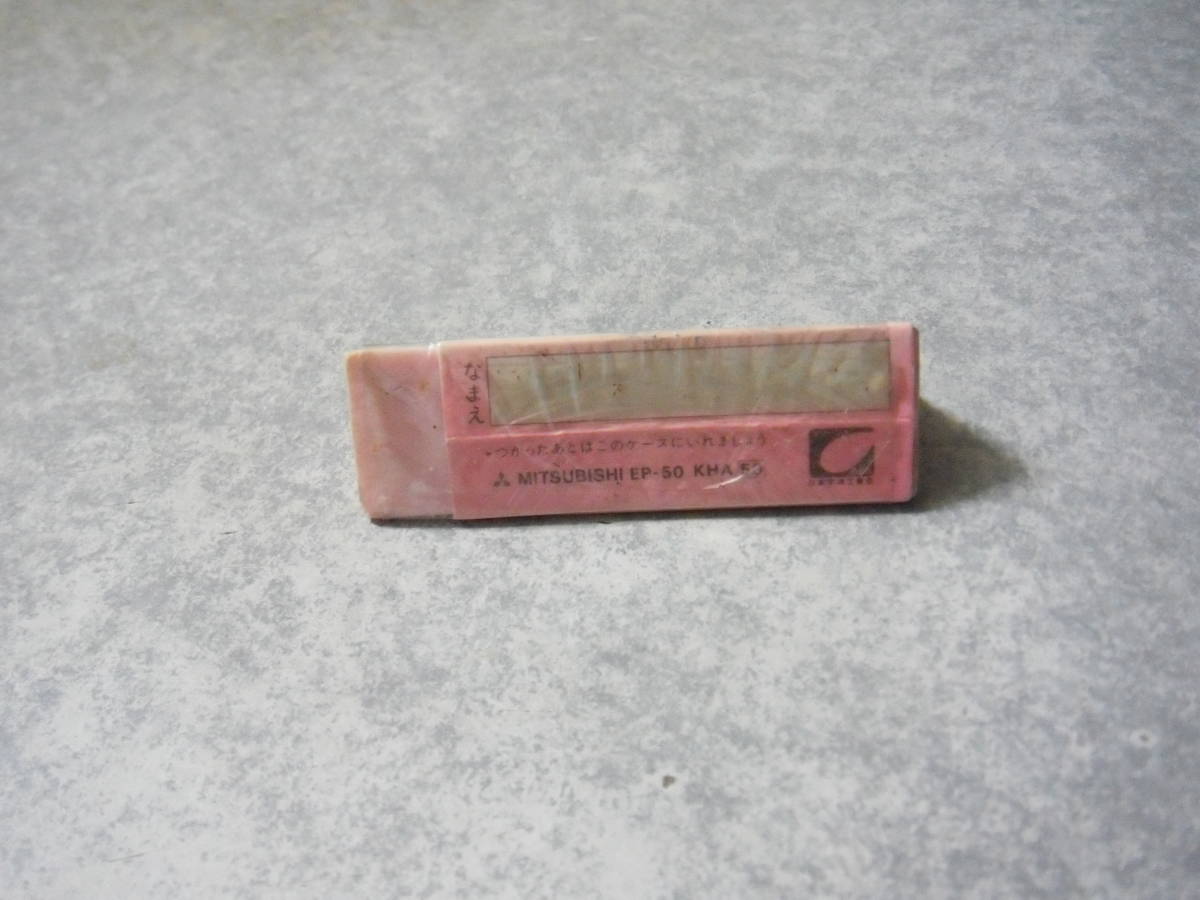 なまえ
•つかったあとはこのケースにいれましょう
MITSUBISHI EP-50 KHA 50